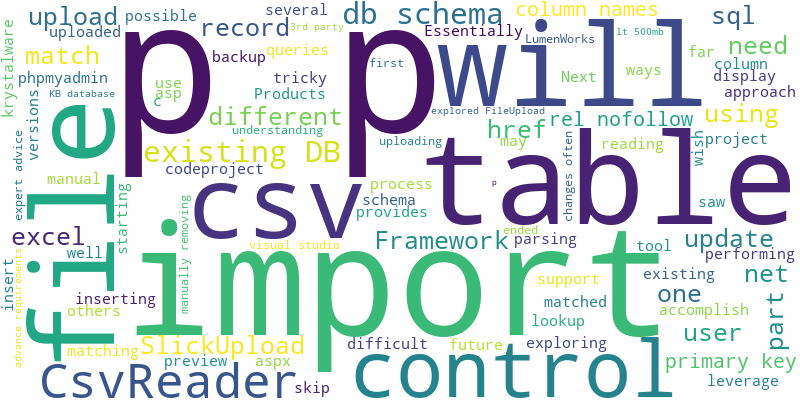 p p
will
file
table
import
csv
control
CsvReader
upload
several
3rd party
db schema
column names
sql
uploaded
possible
record
Essentially
LumenWorks
1t 500mb
match
backup
queries
first
Next
ways
far
need
krystalware
phpmyadmin
tricky
column
display
KB database
use
asp
c
Products
explored FileUpload
approach
versions
different
understanding
href
may
rel nofollow
using
expert advice
manual
existing DB
uploading
reading
changes often
wish
project
codeproject
process
schema
saw
starting
manually removing
provides
excel
well
Framework
ended
parsing
tool
update
performing
visual studio
insert
advance requirements
others
inserting
exploring
support
existing
net
matched
one
accomplish
part
matching
SlickUpload
lookup
user
preview
aspx
difficult
future
primary key
skip
leverage
p